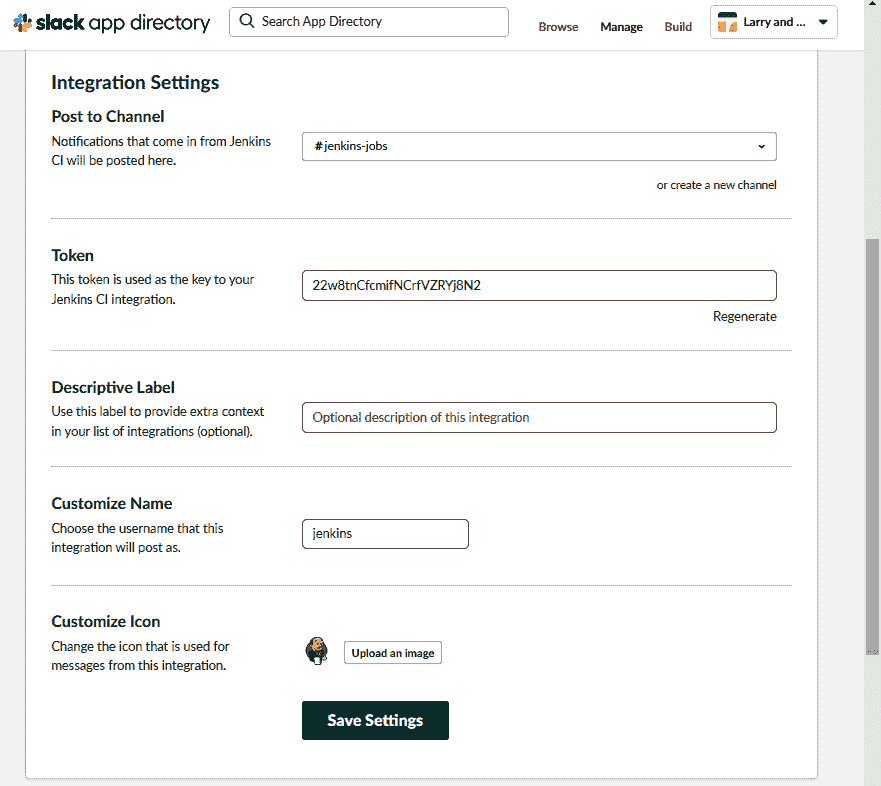 slack app directory
Search App Directory
Browse
Manage
Build
Larry and ...
Integration Settings
Post to Channel
Notifications that come in from Jenkins
CI will be posted here.
#jenkins-jobs
or create a new channel
Token
This token is used as the key to your
Jenkins CI integration.
22w8tnCfcmifNCrfVZRYj8N2
Regenerate
Descriptive Label
Use this label to provide extra context
in your list of integrations (optional).
Optional description of this integration
Customize Name
Choose the username that this
integration will post as.
jenkins
Customize Icon
Change the icon that is used for
messages from this integration.
Upload an image
Save Settings